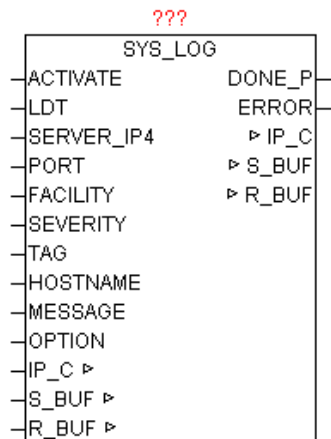 ???
SYS_LOG
ACTIVATE DONE_P
LDT ERROR
SERVER_IP4 ▹ IP_C
PORT ▹ S_BUF
FACILITY ▹ R_BUF
SEVERITY
TAG
HOSTNAME
MESSAGE
OPTION
IP_C ▹
S_BUF ▹
R_BUF ▹